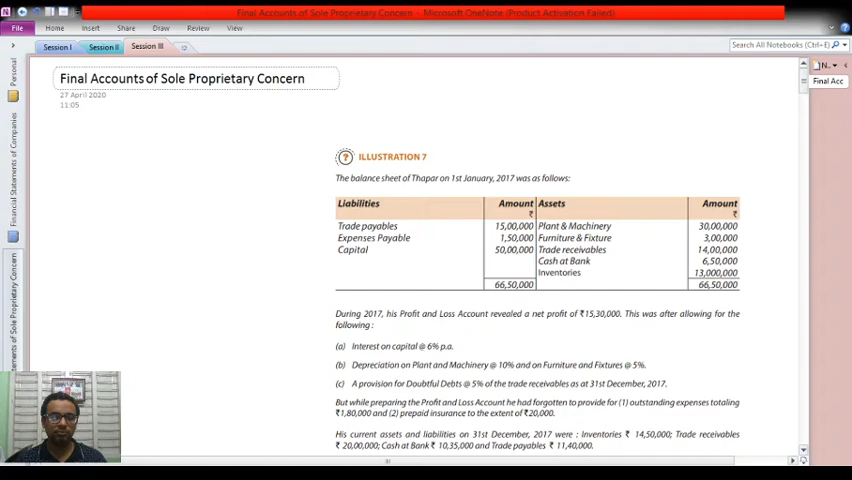 Final Accounts of Sole Proprietary Concern - Microsoft OneNote (Product Activation Failed)
File Home Insert Share Draw Review View
Session I Session II Session III
Search All Notebooks (Ctrl+E)
Personal
Financial Statements of Companies
tements of Sole Proprietary Concern
N..
Final Acc
Final Accounts of Sole Proprietary Concern
27 April 2020
11:05
? ILLUSTRATION 7
The balance sheet of Thapar on 1st January, 2017 was as follows:
Liabilities Amount Assets Amount
₹ ₹
Trade payables 15,00,000 Plant & Machinery 30,00,000
Expenses Payable 1,50,000 Furniture & Fixture 3,00,000
Capital 50,00,000 Trade receivables 14,00,000
Cash at Bank 6,50,000
Inventories 13,000,000
66,50,000 66,50,000
During 2017, his Profit and Loss Account revealed a net profit of ₹15,30,000. This was after allowing for the
following :
(a) Interest on capital @ 6% p.a.
(b) Depreciation on Plant and Machinery @ 10% and on Furniture and Fixtures @ 5%.
(c) A provision for Doubtful Debts @ 5% of the trade receivables as at 31st December, 2017.
But while preparing the Profit and Loss Account he had forgotten to provide for (1) outstanding expenses totaling
₹1,80,000 and (2) prepaid insurance to the extent of ₹20,000.
His current assets and liabilities on 31st December, 2017 were : Inventories ₹ 14,50,000; Trade receivables
₹ 20,00,000; Cash at Bank ₹ 10,35,000 and Trade payables ₹ 11,40,000.